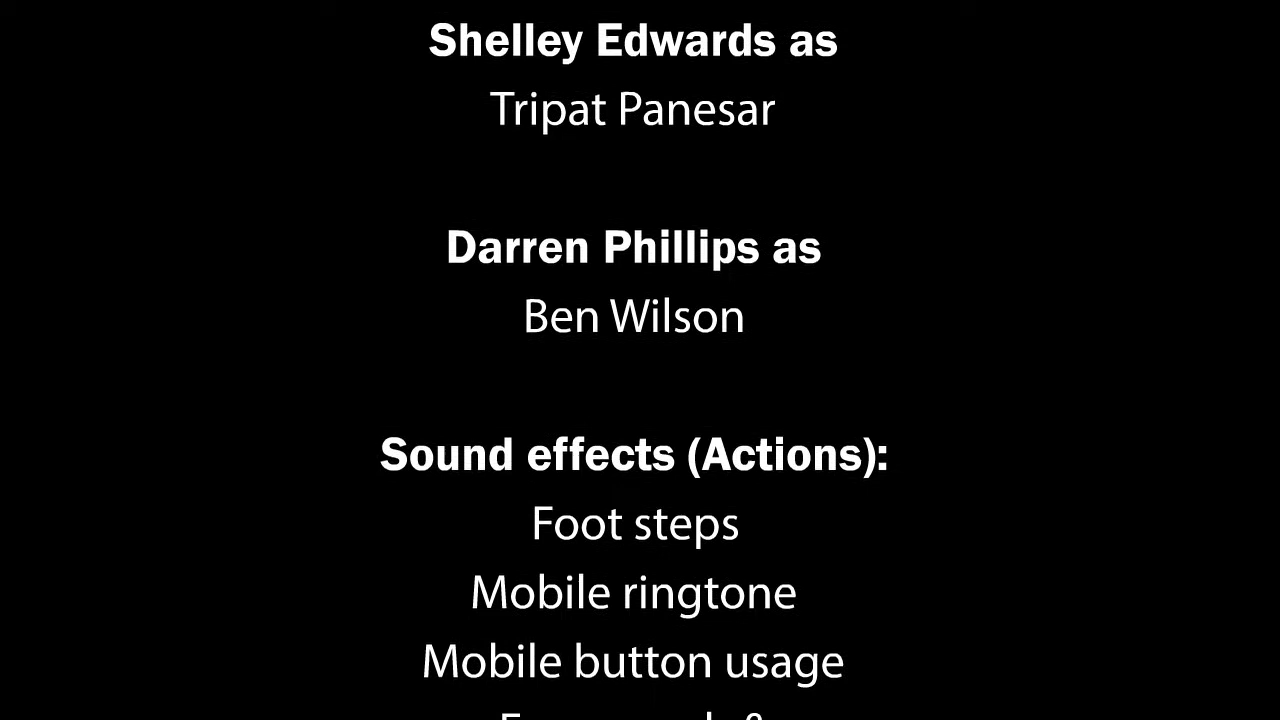 Shelley Edwards as
Tripat Panesar
Darren Phillips as
Ben Wilson
Sound effects (Actions):
Foot steps
Mobile ringtone
Mobile button usage